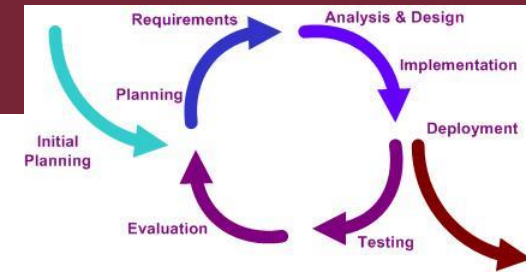 Requirements
Analysis & Design
Implementation
Planning
Deployment
Initial
Planning
Evaluation
Testing